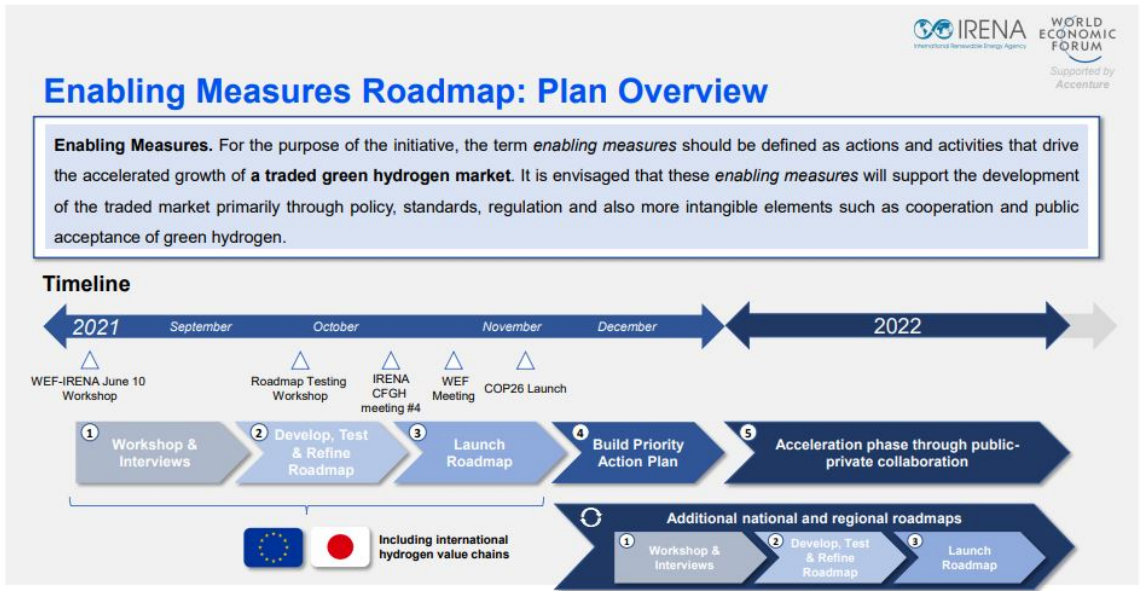 IRENA
International Renewable Energy Agency
WORLD
ECONOMIC
FORUM
Supported by
Accenture
Enabling Measures Roadmap: Plan Overview
Enabling Measures. For the purpose of the initiative, the term enabling measures should be defined as actions and activities that drive
the accelerated growth of a traded green hydrogen market. It is envisaged that these enabling measures will support the development
of the traded market primarily through policy, standards, regulation and also more intangible elements such as cooperation and public
acceptance of green hydrogen.
Timeline
2021 September October November December 2022
WEF-IRENA June 10
Workshop
Roadmap Testing
Workshop
IRENA
CFGH
meeting #4
WEF
Meeting
COP26 Launch
1
Workshop &
Interviews
2
Develop, Test
& Refine
Roadmap
3
Launch
Roadmap
4
Build Priority
Action Plan
5
Acceleration phase through public-
private collaboration
Including international
hydrogen value chains
Additional national and regional roadmaps
1
Workshop &
Interviews
2
Develop, Test
& Refine
Roadmap
3
Launch
Roadmap